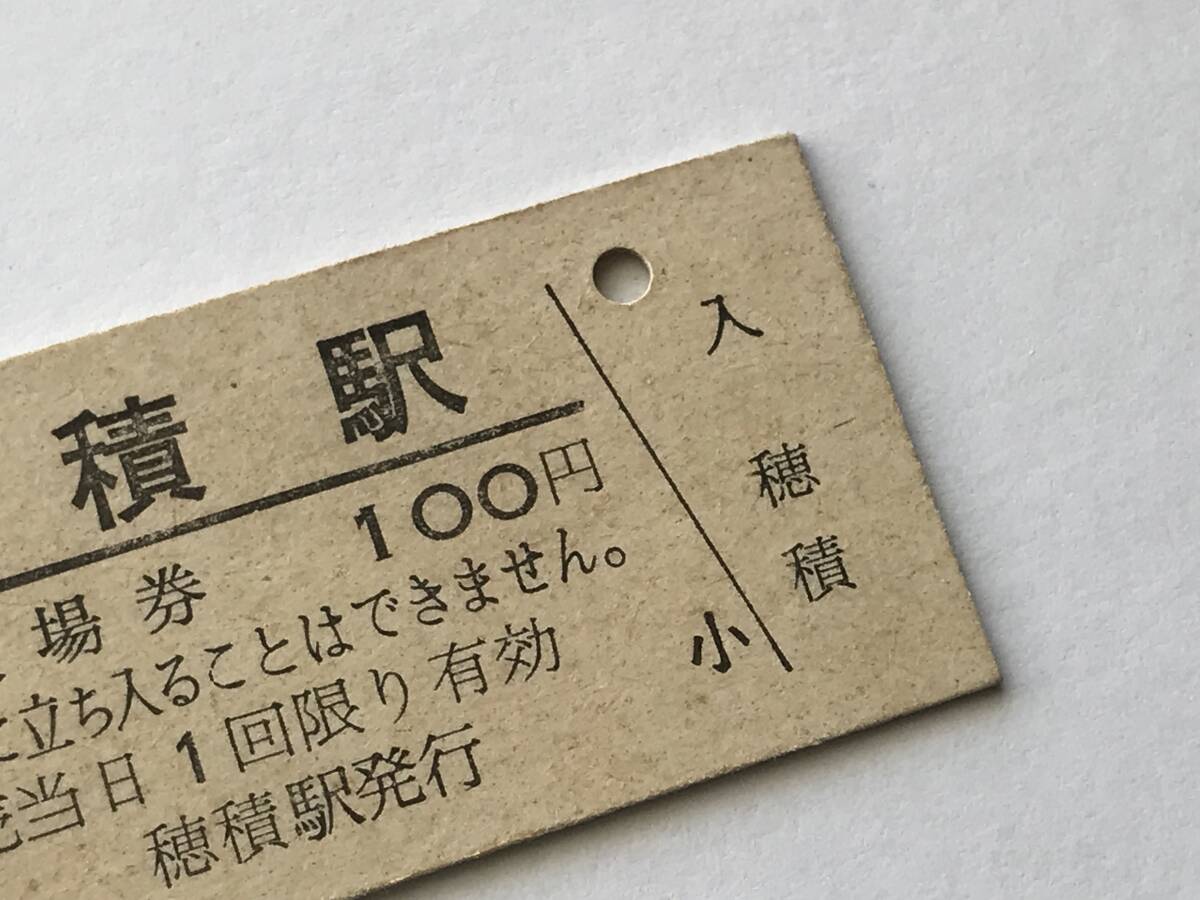 積駅
100円
場券
立ち入ることはできません。
当日1回限り有効
穂積駅発行
小
入
穂積